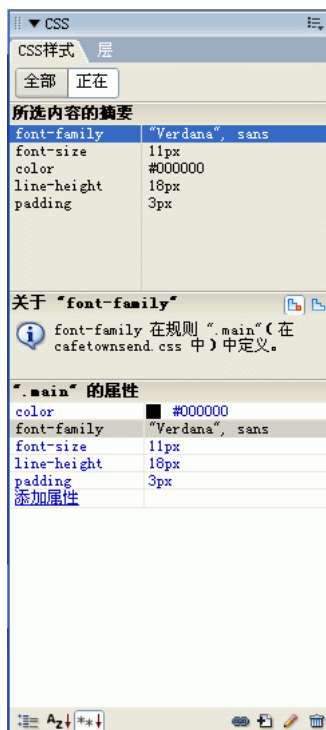 ▼ CSS
CSS样式 层
全部 正在
所选内容的摘要
font-family "Verdana", sans
font-size 11px
color #000000
line-height 18px
padding 3px
关于 "font-family"
font-family 在规则 ".main"( 在
cafetownsend.css 中 ) 中定义。
".main" 的属性
color #000000
font-family "Verdana", sans
font-size 11px
line-height 18px
padding 3px
添加属性
AZ↓ **↓